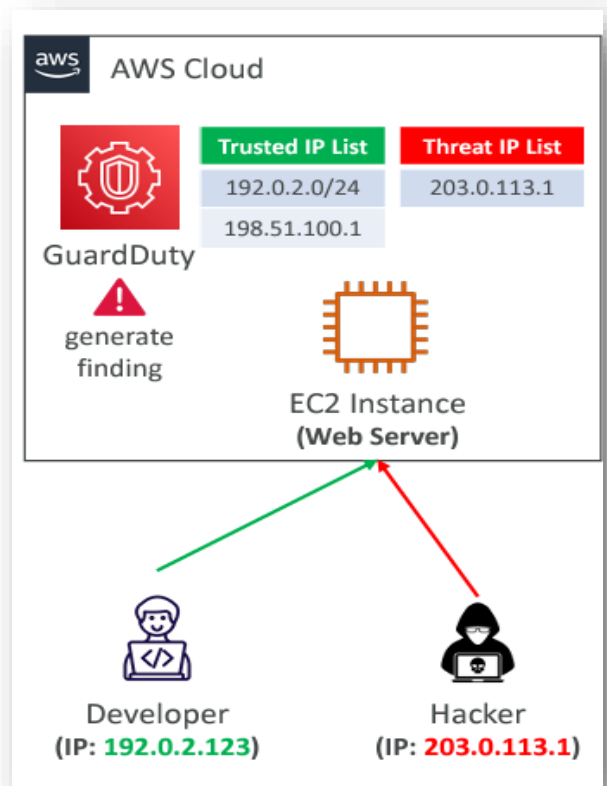 aws
AWS Cloud
Trusted IP List
192.0.2.0/24
198.51.100.1
Threat IP List
203.0.113.1
GuardDuty
generate
finding
EC2 Instance
(Web Server)
</>
Developer
(IP: 192.0.2.123)
Hacker
(IP: 203.0.113.1)